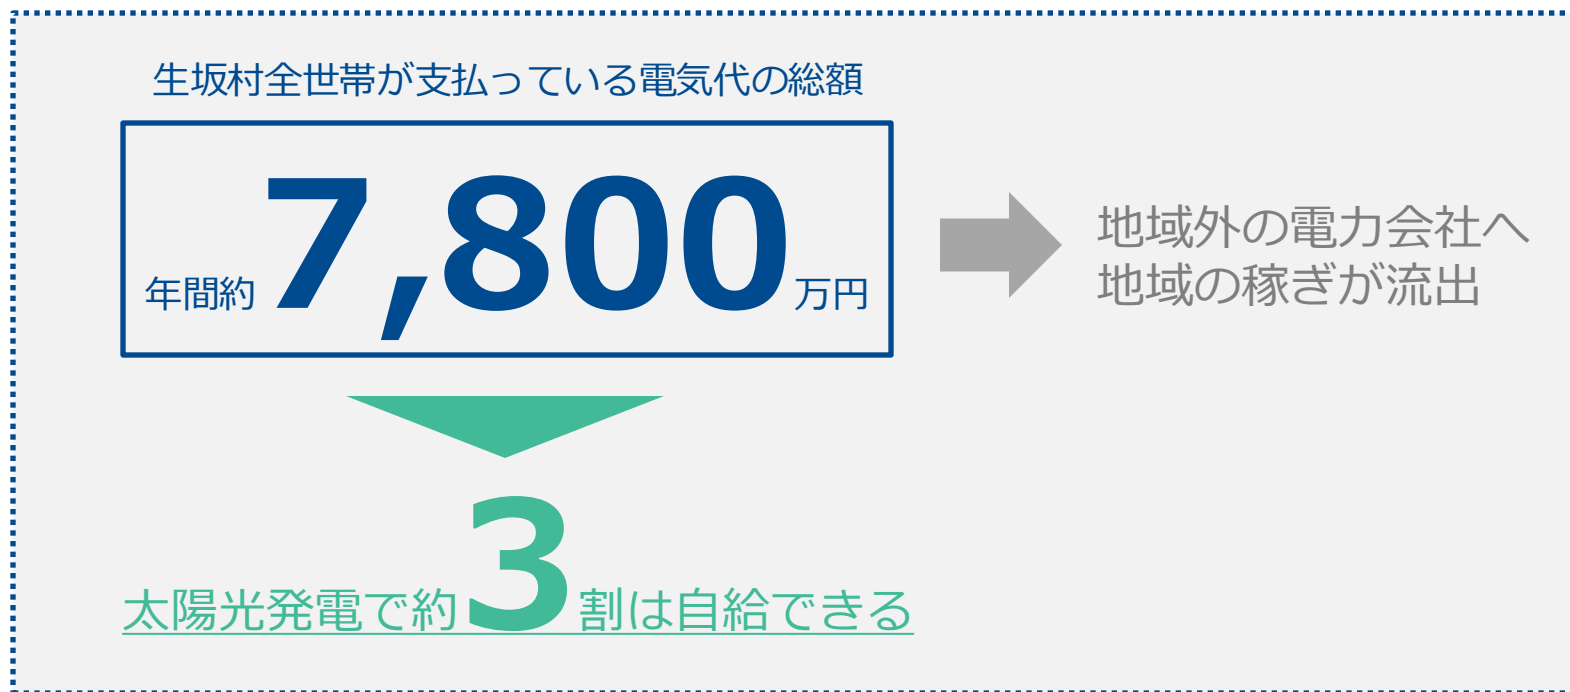 生坂村全世帯が支払っている電気代の総額
年間約7,800万円
地域外の電力会社へ
地域の稼ぎが流出
太陽光発電で約3割は自給できる